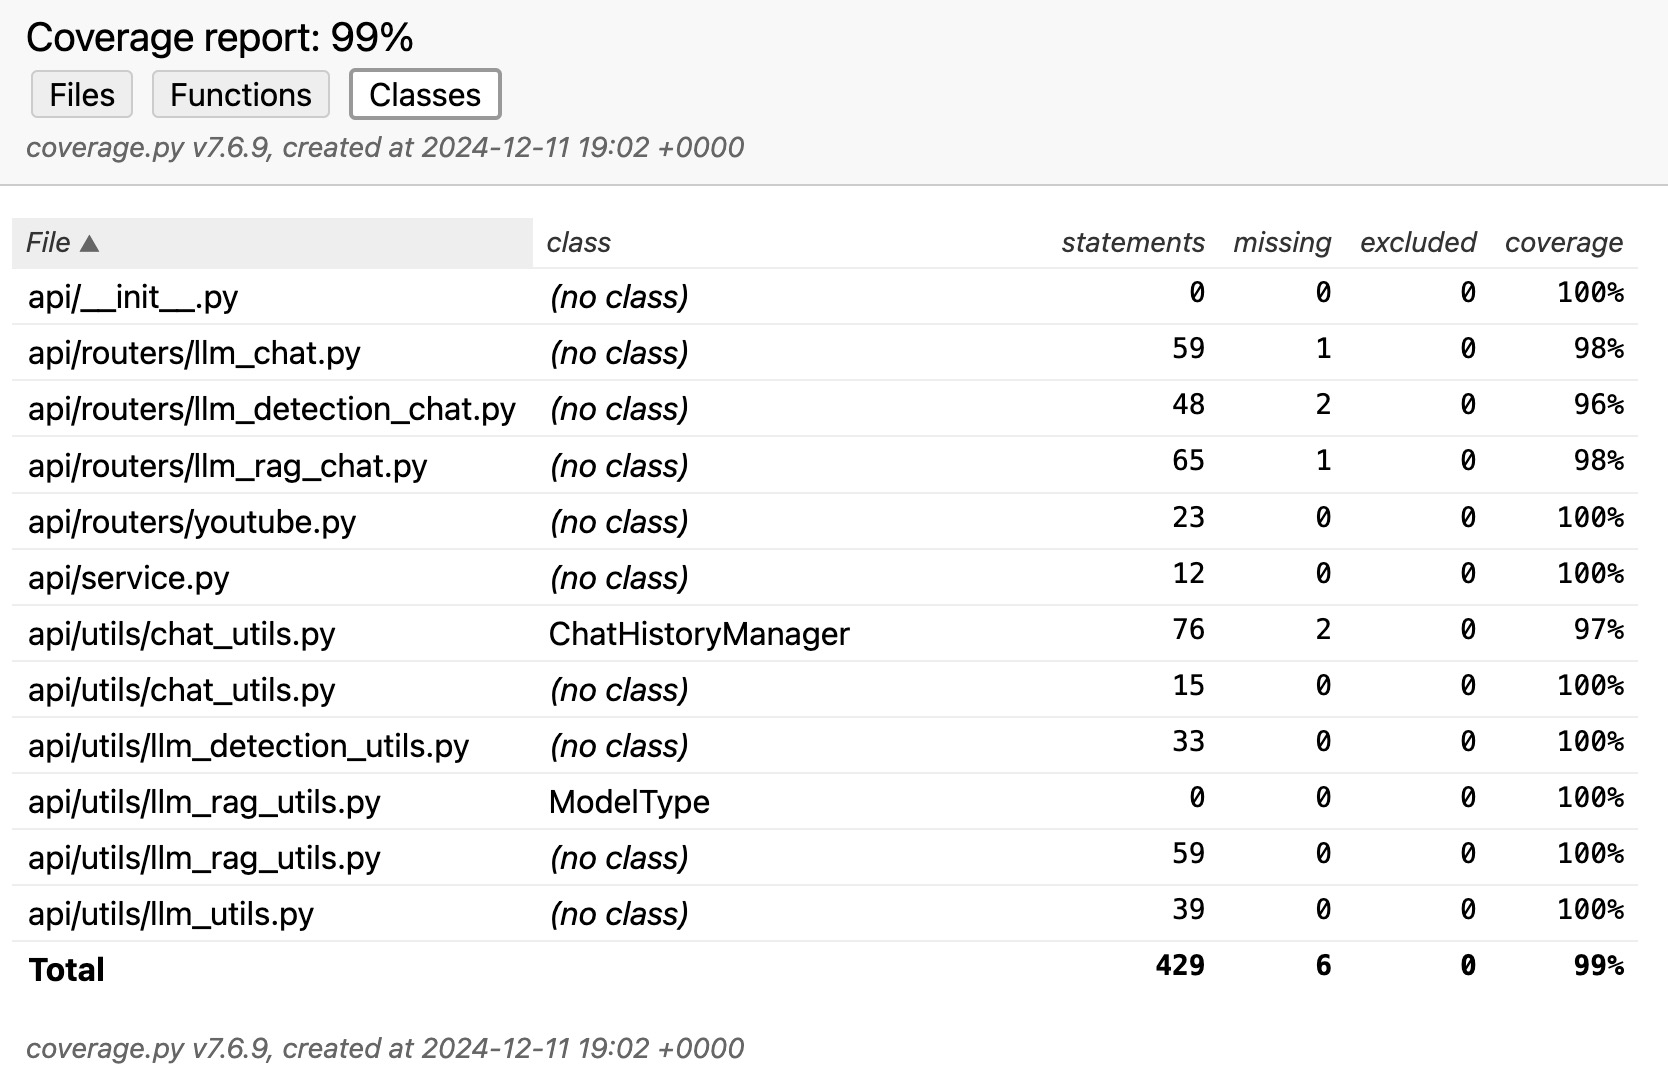 Coverage report: 99%
Files Functions Classes
coverage.py v7.6.9, created at 2024-12-11 19:02 +0000
File ▲ class statements missing excluded coverage
api/__init__.py (no class) 0 0 0 100%
api/routers/llm_chat.py (no class) 59 1 0 98%
api/routers/llm_detection_chat.py (no class) 48 2 0 96%
api/routers/llm_rag_chat.py (no class) 65 1 0 98%
api/routers/youtube.py (no class) 23 0 0 100%
api/service.py (no class) 12 0 0 100%
api/utils/chat_utils.py ChatHistoryManager 76 2 0 97%
api/utils/chat_utils.py (no class) 15 0 0 100%
api/utils/llm_detection_utils.py (no class) 33 0 0 100%
api/utils/llm_rag_utils.py ModelType 0 0 0 100%
api/utils/llm_rag_utils.py (no class) 59 0 0 100%
api/utils/llm_utils.py (no class) 39 0 0 100%
Total 429 6 0 99%
coverage.py v7.6.9, created at 2024-12-11 19:02 +0000